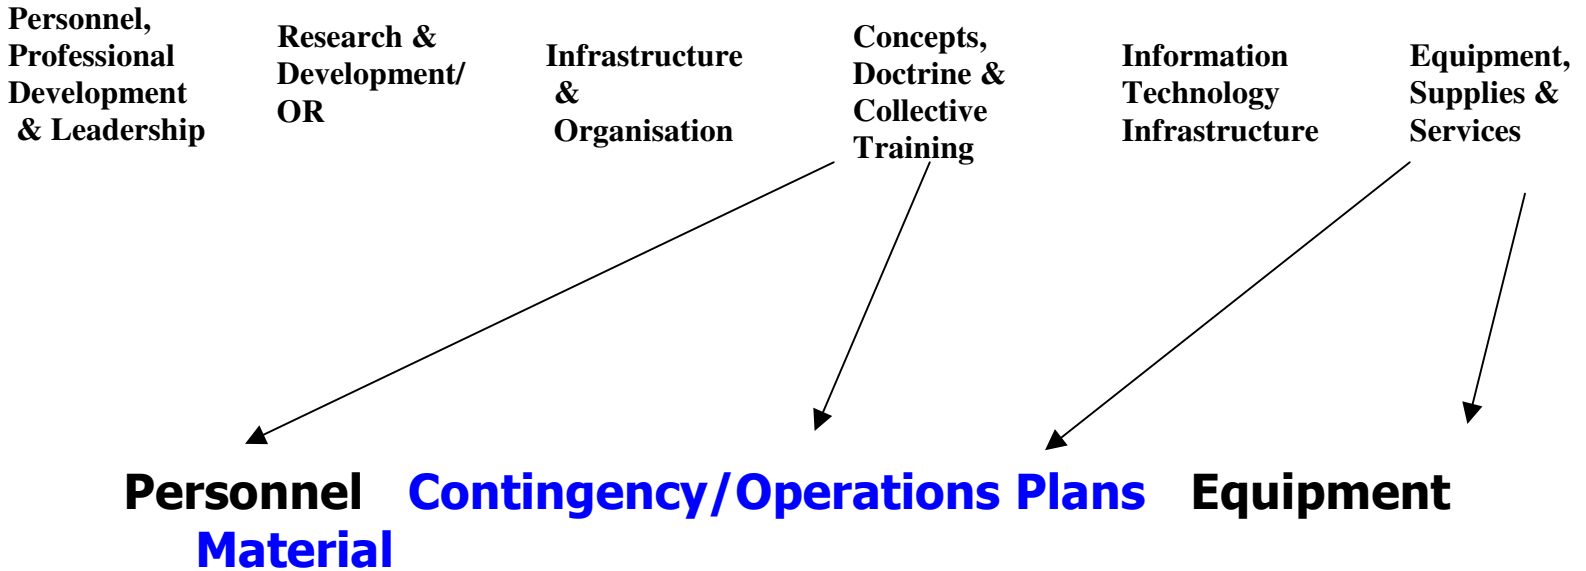 Personnel,
Professional
Development
& Leadership
Research &
Development/
OR
Infrastructure
&
Organisation
Concepts,
Doctrine &
Collective
Training
Information
Technology
Infrastructure
Equipment,
Supplies &
Services
Personnel Contingency/Operations Plans Equipment
Material